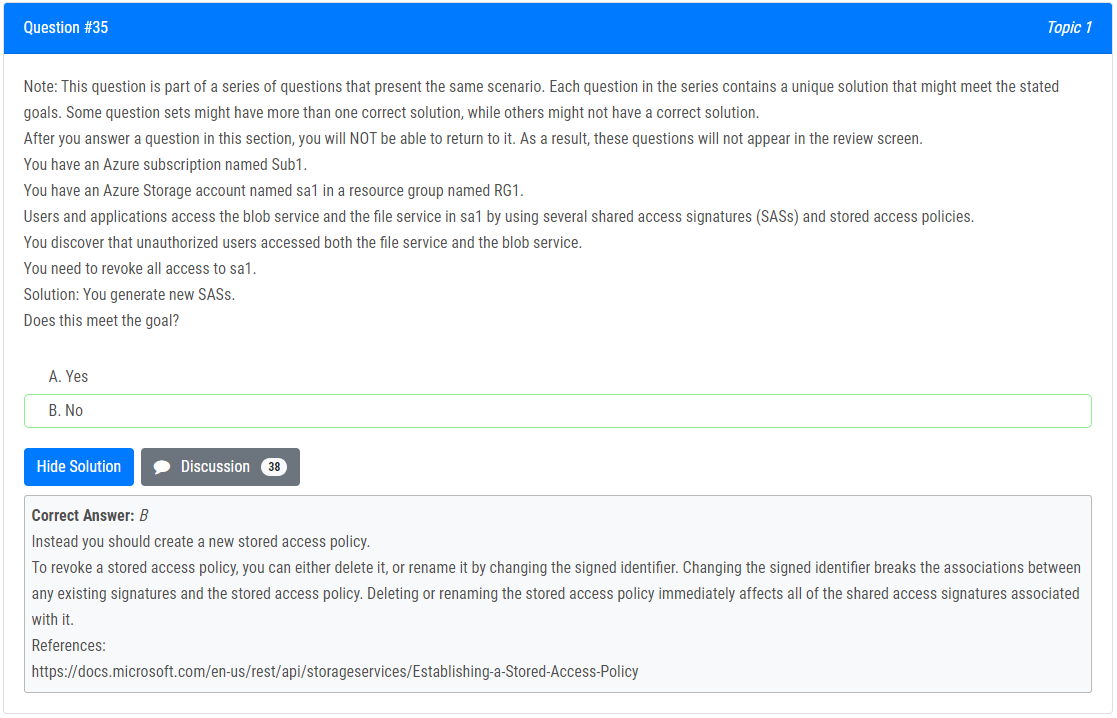 Question #35
Topic 1
Note: This question is part of a series of questions that present the same scenario. Each question in the series contains a unique solution that might meet the stated
goals. Some question sets might have more than one correct solution, while others might not have a correct solution.
After you answer a question in this section, you will NOT be able to return to it. As a result, these questions will not appear in the review screen.
You have an Azure subscription named Sub1.
You have an Azure Storage account named sa1 in a resource group named RG1.
Users and applications access the blob service and the file service in sa1 by using several shared access signatures (SASs) and stored access policies.
You discover that unauthorized users accessed both the file service and the blob service.
You need to revoke all access to sa1.
Solution: You generate new SASs.
Does this meet the goal?
A. Yes
B. No
Hide Solution
Discussion 38
Correct Answer: B
Instead you should create a new stored access policy.
To revoke a stored access policy, you can either delete it, or rename it by changing the signed identifier. Changing the signed identifier breaks the associations between
any existing signatures and the stored access policy. Deleting or renaming the stored access policy immediately affects all of the shared access signatures associated
with it.
References:
https://docs.microsoft.com/en-us/rest/api/storageservices/Establishing-a-Stored-Access-Policy